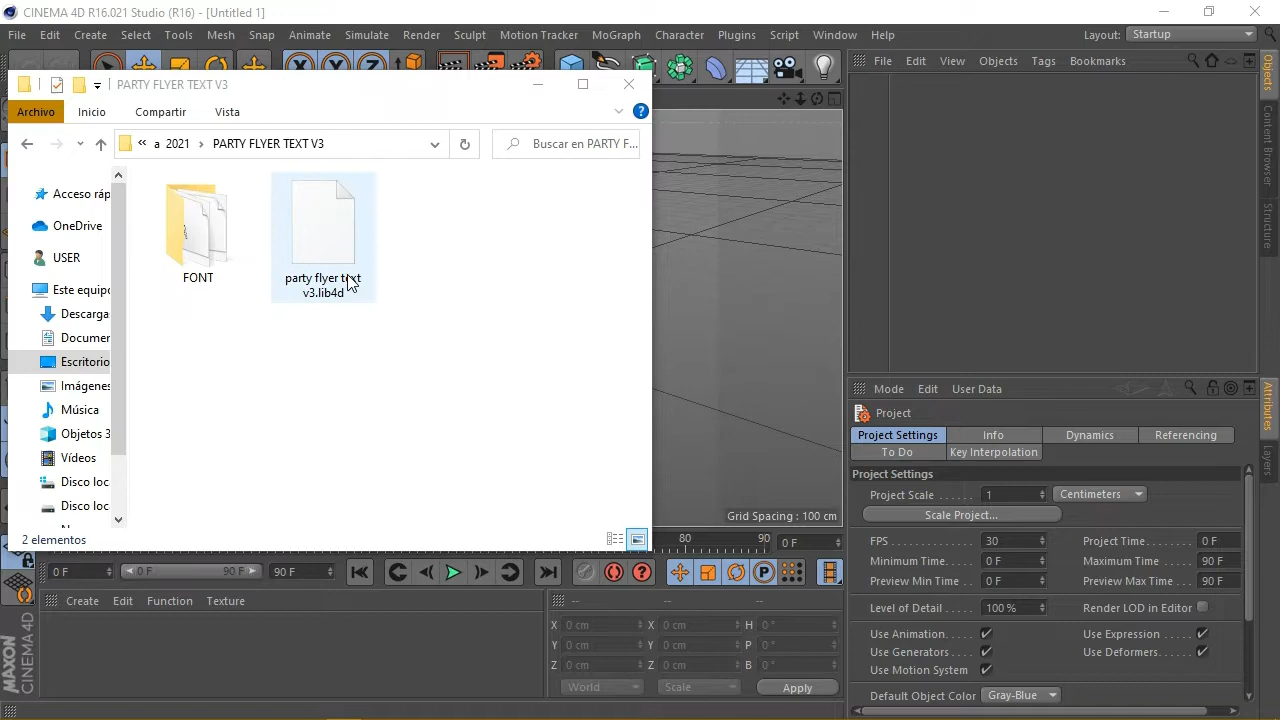 CINEMA 4D R16.021 Studio (R16) - [Untitled 1]
File Edit Create Select Tools Mesh Snap Animate Simulate Render Sculpt Motion Tracker MoGraph Character Plugins Script Window Help Layout: Startup
PARTY FLYER TEXT V3
Archivo Inicio Compartir Vista
« a 2021 › PARTY FLYER TEXT V3
Buscar en PARTY F...
Acceso ráp
OneDrive
USER
Este equipo
Descarga
Documen
Escritorio
Imágenes
Música
Objetos 3
Vídeos
Disco loc
Disco loc
FONT
party flyer text
v3.lib4d
2 elementos
File Edit View Objects Tags Bookmarks
Objects
Content Browser
Structure
Grid Spacing : 100 cm
80 90 0 F
0 F 0 F 90 F 90 F
Create Edit Function Texture
-- -- --
X 0 cm X 0 cm H 0 °
Y 0 cm Y 0 cm P 0 °
Z 0 cm Z 0 cm B 0 °
World Scale Apply
MAXON
CINEMA 4D
Mode Edit User Data
Attributes
Layers
Project
Project Settings Info Dynamics Referencing
To Do Key Interpolation
Project Settings
Project Scale ...... 1 Centimeters
Scale Project...
FPS 30 Project Time 0 F
Minimum Time 0 F Maximum Time 90 F
Preview Min Time 0 F Preview Max Time 90 F
Level of Detail 100 % Render LOD in Editor
Use Animation Use Expression
Use Generators Use Deformers
Use Motion System
Default Object Color Gray-Blue